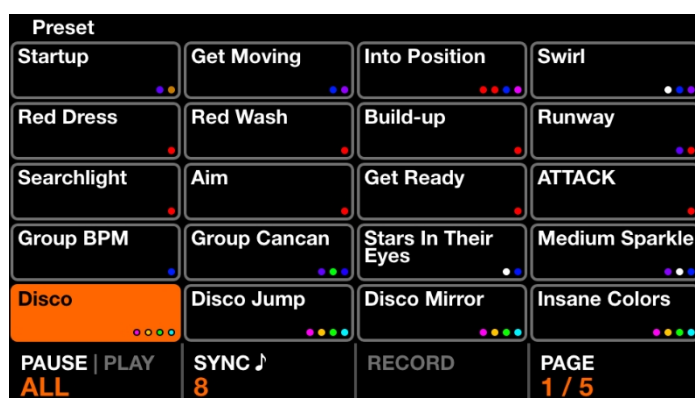 Preset
Startup
Get Moving
Into Position
Swirl
Red Dress
Red Wash
Build-up
Runway
Searchlight
Aim
Get Ready
ATTACK
Group BPM
Group Cancan
Stars In Their
Eyes
Medium Sparkle
Disco
Disco Jump
Disco Mirror
Insane Colors
PAUSE | PLAY
ALL
SYNC ♪
8
RECORD
PAGE
1 / 5